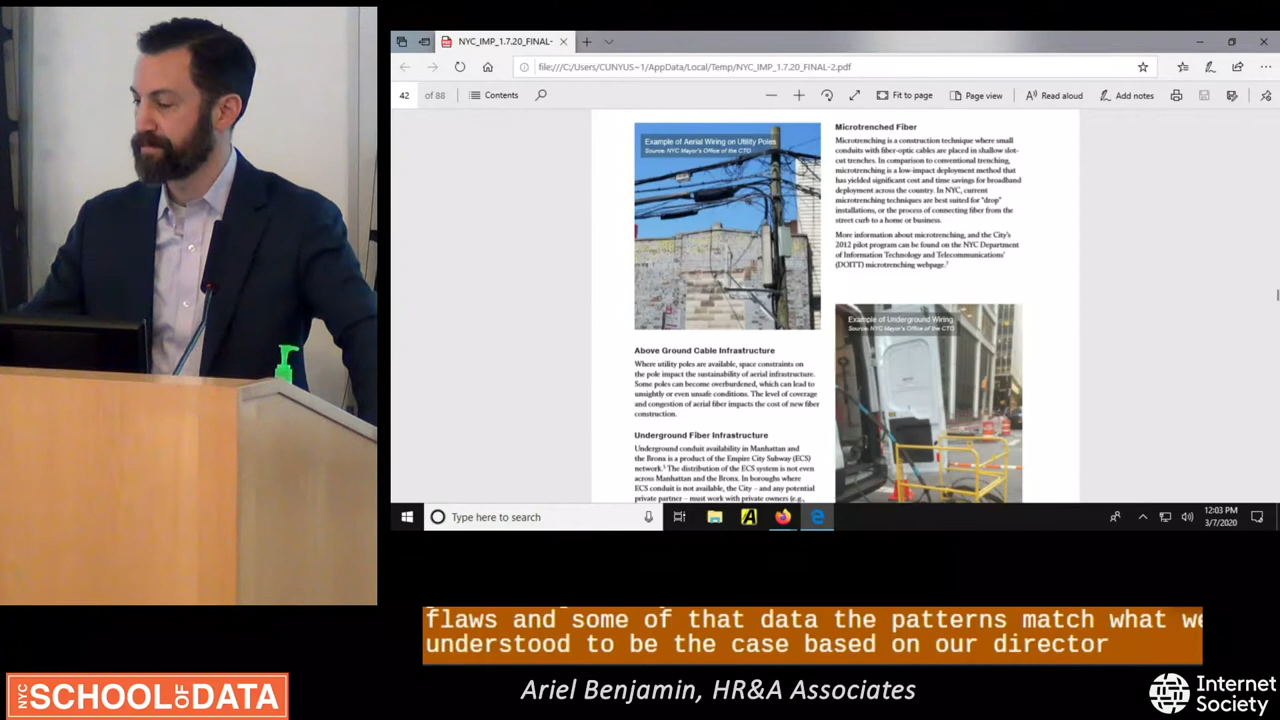 NYC_IMP_1.7.20_FINAL-
file:///C:/Users/CUNYUS~1/AppData/Local/Temp/NYC_IMP_1.7.20_FINAL-2.pdf
42 of 88 Contents Fit to page Page view Read aloud Add notes
Example of Aerial Wiring on Utility Poles
Source: NYC Mayor's Office of the CTO
Above Ground Cable Infrastructure
Where utility poles are available, space constraints on
the pole impact the sustainability of aerial infrastructure.
Some poles can become overburdened, which can lead to
unsightly or even unsafe conditions. The level of coverage
and congestion of aerial fiber impacts the cost of new fiber
construction.
Underground Fiber Infrastructure
Underground conduit availability in Manhattan and
the Bronx is a product of the Empire City Subway (ECS)
network.⁵ The distribution of the ECS system is not even
across Manhattan and the Bronx. In boroughs where
ECS conduit is not available, the City – and any potential
private partner – must work with private owners (e.g.,
Microtrenched Fiber
Microtrenching is a construction technique where small
conduits with fiber-optic cables are placed in shallow slot-
cut trenches. In comparison to conventional trenching,
microtrenching is a low-impact deployment method that
has yielded significant cost and time savings for broadband
deployment across the country. In NYC, current
microtrenching techniques are best suited for “drop”
installations, or the process of connecting fiber from the
street curb to a home or business.
More information about microtrenching, and the City's
2012 pilot program can be found on the NYC Department
of Information Technology and Telecommunications'
(DOITT) microtrenching webpage.⁷
Example of Underground Wiring
Source: NYC Mayor's Office of the CTO
Type here to search
12:03 PM
3/7/2020
flaws and some of that data the patterns match what we
understood to be the case based on our director
NYC SCHOOL OF DATA
Ariel Benjamin, HR&A Associates
Internet
Society